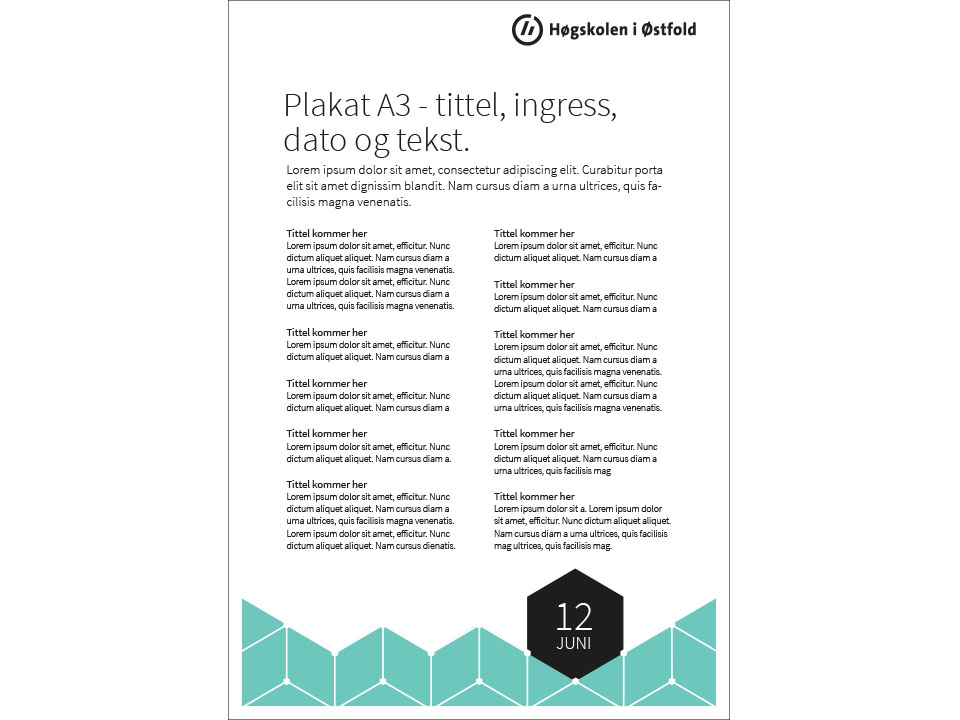 Høgskolen i Østfold
Plakat A3 - tittel, ingress,
dato og tekst.
Lorem ipsum dolor sit amet, consectetur adipiscing elit. Curabitur porta
elit sit amet dignissim blandit. Nam cursus diam a urna ultrices, quis fa-
cilisis magna venenatis.
Tittel kommer her
Lorem ipsum dolor sit amet, efficitur. Nunc
dictum aliquet aliquet. Nam cursus diam a
urna ultrices, quis facilisis magna venenatis.
Lorem ipsum dolor sit amet, efficitur. Nunc
dictum aliquet aliquet. Nam cursus diam a
urna ultrices, quis facilisis magna venenatis.
Tittel kommer her
Lorem ipsum dolor sit amet, efficitur. Nunc
dictum aliquet aliquet. Nam cursus diam a
Tittel kommer her
Lorem ipsum dolor sit amet, efficitur. Nunc
dictum aliquet aliquet. Nam cursus diam a
Tittel kommer her
Lorem ipsum dolor sit amet, efficitur. Nunc
dictum aliquet aliquet. Nam cursus diam a.
Tittel kommer her
Lorem ipsum dolor sit amet, efficitur. Nunc
dictum aliquet aliquet. Nam cursus diam a
urna ultrices, quis facilisis magna venenatis.
Lorem ipsum dolor sit amet, efficitur. Nunc
dictum aliquet aliquet. Nam cursus dienatis.
Tittel kommer her
Lorem ipsum dolor sit amet, efficitur. Nunc
dictum aliquet aliquet. Nam cursus diam a
Tittel kommer her
Lorem ipsum dolor sit amet, efficitur. Nunc
dictum aliquet aliquet. Nam cursus diam a
Tittel kommer her
Lorem ipsum dolor sit amet, efficitur. Nunc
dictum aliquet aliquet. Nam cursus diam a
urna ultrices, quis facilisis magna venenatis.
Lorem ipsum dolor sit amet, efficitur. Nunc
dictum aliquet aliquet. Nam cursus diam a
urna ultrices, quis facilisis magna venenatis.
Tittel kommer her
Lorem ipsum dolor sit amet, efficitur. Nunc
dictum aliquet aliquet. Nam cursus diam a
urna ultrices, quis facilisis mag
Tittel kommer her
Lorem ipsum dolor sit a. Lorem ipsum dolor
sit amet, efficitur. Nunc dictum aliquet aliquet.
Nam cursus diam a urna ultrices, quis facilisis
mag ultrices, quis facilisis mag.
12
JUNI